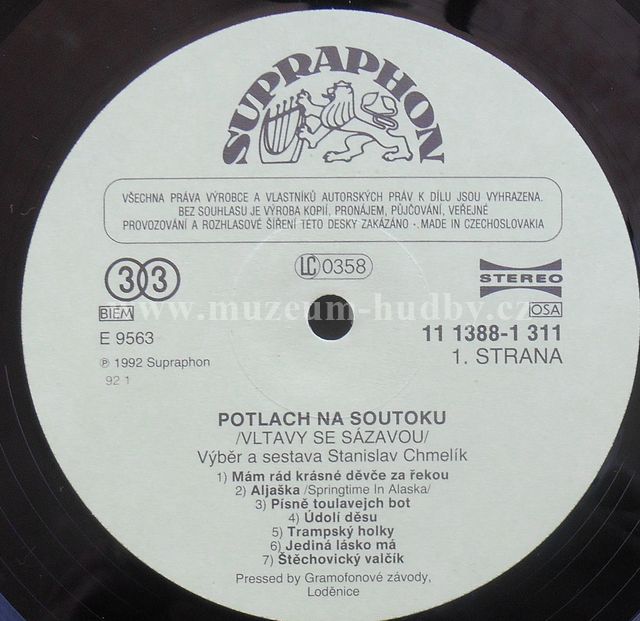 SUPRAPHON
VŠECHNA PRÁVA VÝROBCE A VLASTNÍKŮ AUTORSKÝCH PRÁV K DÍLU JSOU VYHRAZENA.
BEZ SOUHLASU JE VÝROBA KOPIÍ, PRONÁJEM, PŮJČOVÁNÍ, VEŘEJNÉ
PROVOZOVÁNÍ A ROZHLASOVÉ ŠÍŘENÍ TÉTO DESKY ZAKÁZÁNO •. MADE IN CZECHOSLOVAKIA
33
LC 0358
STEREO
www.muzeum-hudby.cz
BIEM
OSA
E 9563
11 1388-1 311
℗ 1992 Supraphon
1. STRANA
92 1
POTLACH NA SOUTOKU
/VLTAVY SE SÁZAVOU/
Výběr a sestava Stanislav Chmelík
1) Mám rád krásné děvče za řekou
2) Aljaška /Springtime In Alaska/
3) Písně toulavejch bot
4) Údolí děsu
5) Trampský holky
6) Jediná lásko má
7) Štěchovický valčík
Pressed by Gramofonové závody,
Loděnice